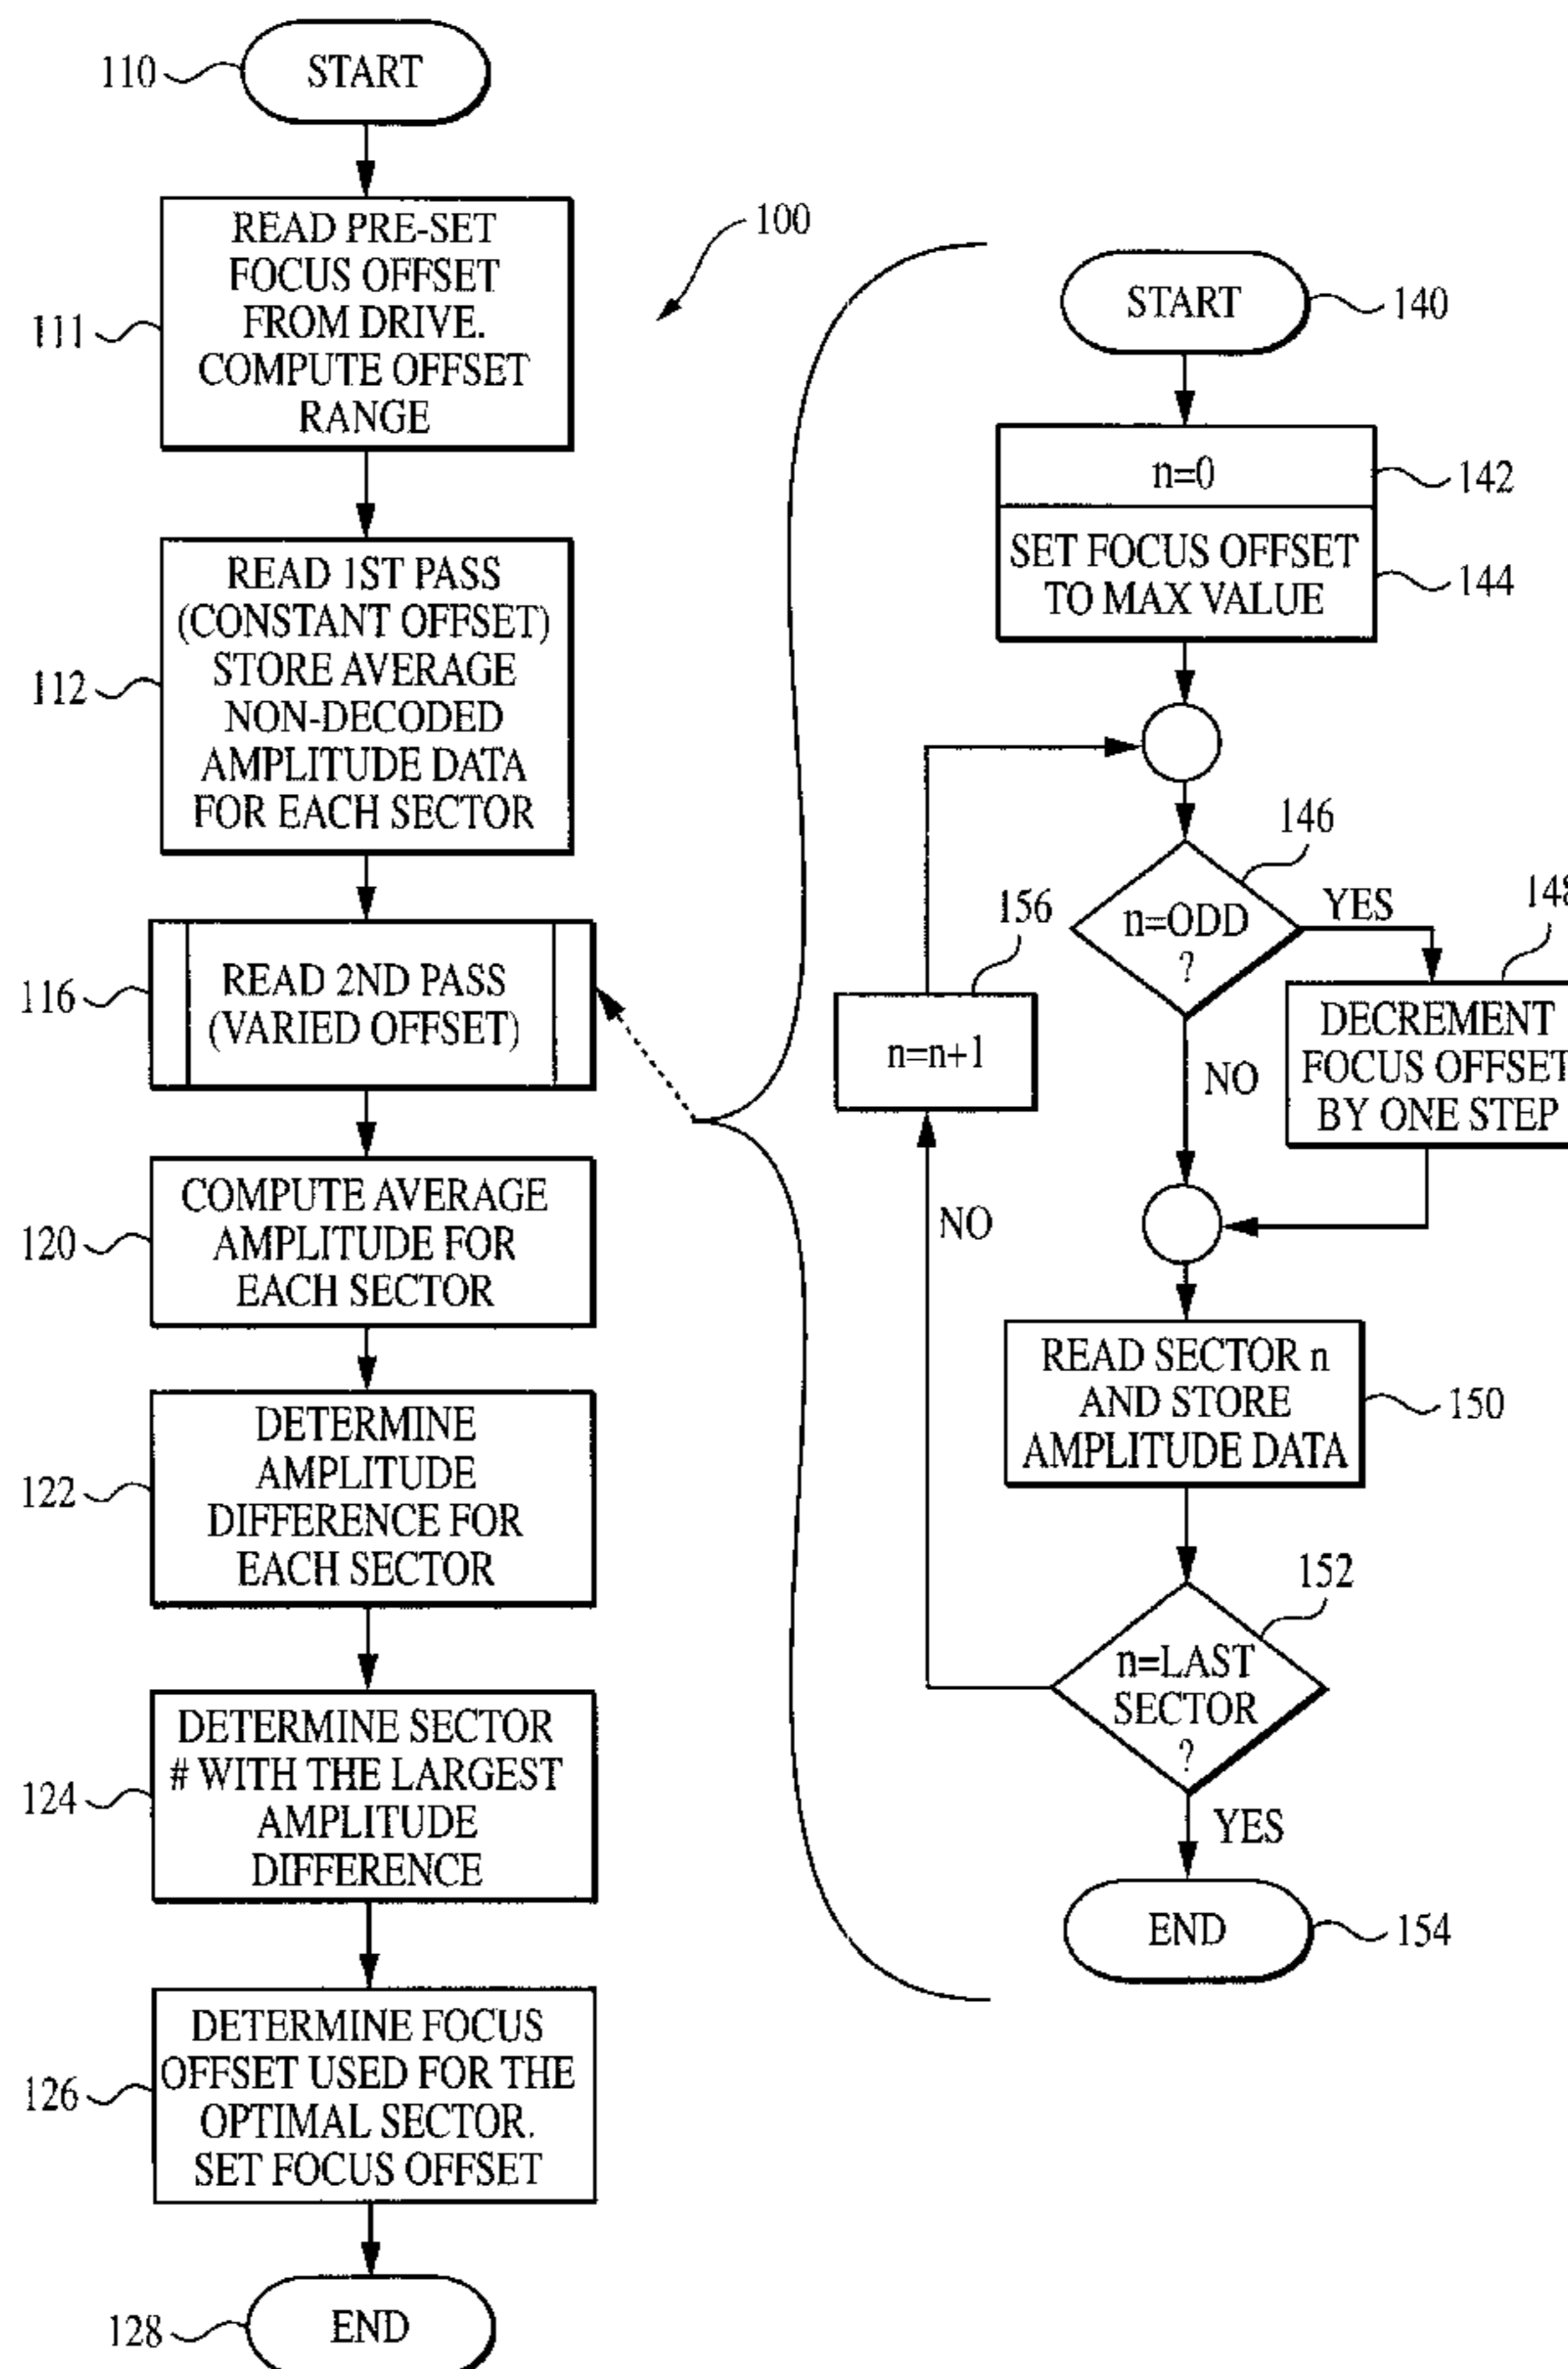 110
START
READ PRE-SET
FOCUS OFFSET
FROM DRIVE.
COMPUTE OFFSET
RANGE
111
READ 1ST PASS
(CONSTANT OFFSET)
STORE AVERAGE
NON-DECODED
AMPLITUDE DATA
FOR EACH SECTOR
112
READ 2ND PASS
(VARIED OFFSET)
116
COMPUTE AVERAGE
AMPLITUDE FOR
EACH SECTOR
120
DETERMINE
AMPLITUDE
DIFFERENCE FOR
EACH SECTOR
122
DETERMINE SECTOR
# WITH THE LARGEST
AMPLITUDE
DIFFERENCE
124
DETERMINE FOCUS
OFFSET USED FOR THE
OPTIMAL SECTOR.
SET FOCUS OFFSET
126
END
128
100
START
140
n=0
142
SET FOCUS OFFSET
TO MAX VALUE
144
146
n=ODD
?
YES
148
DECREMENT
FOCUS OFFSET
BY ONE STEP
NO
156
n=n+1
NO
READ SECTOR n
AND STORE
AMPLITUDE DATA
150
152
n=LAST
SECTOR
?
YES
END
154